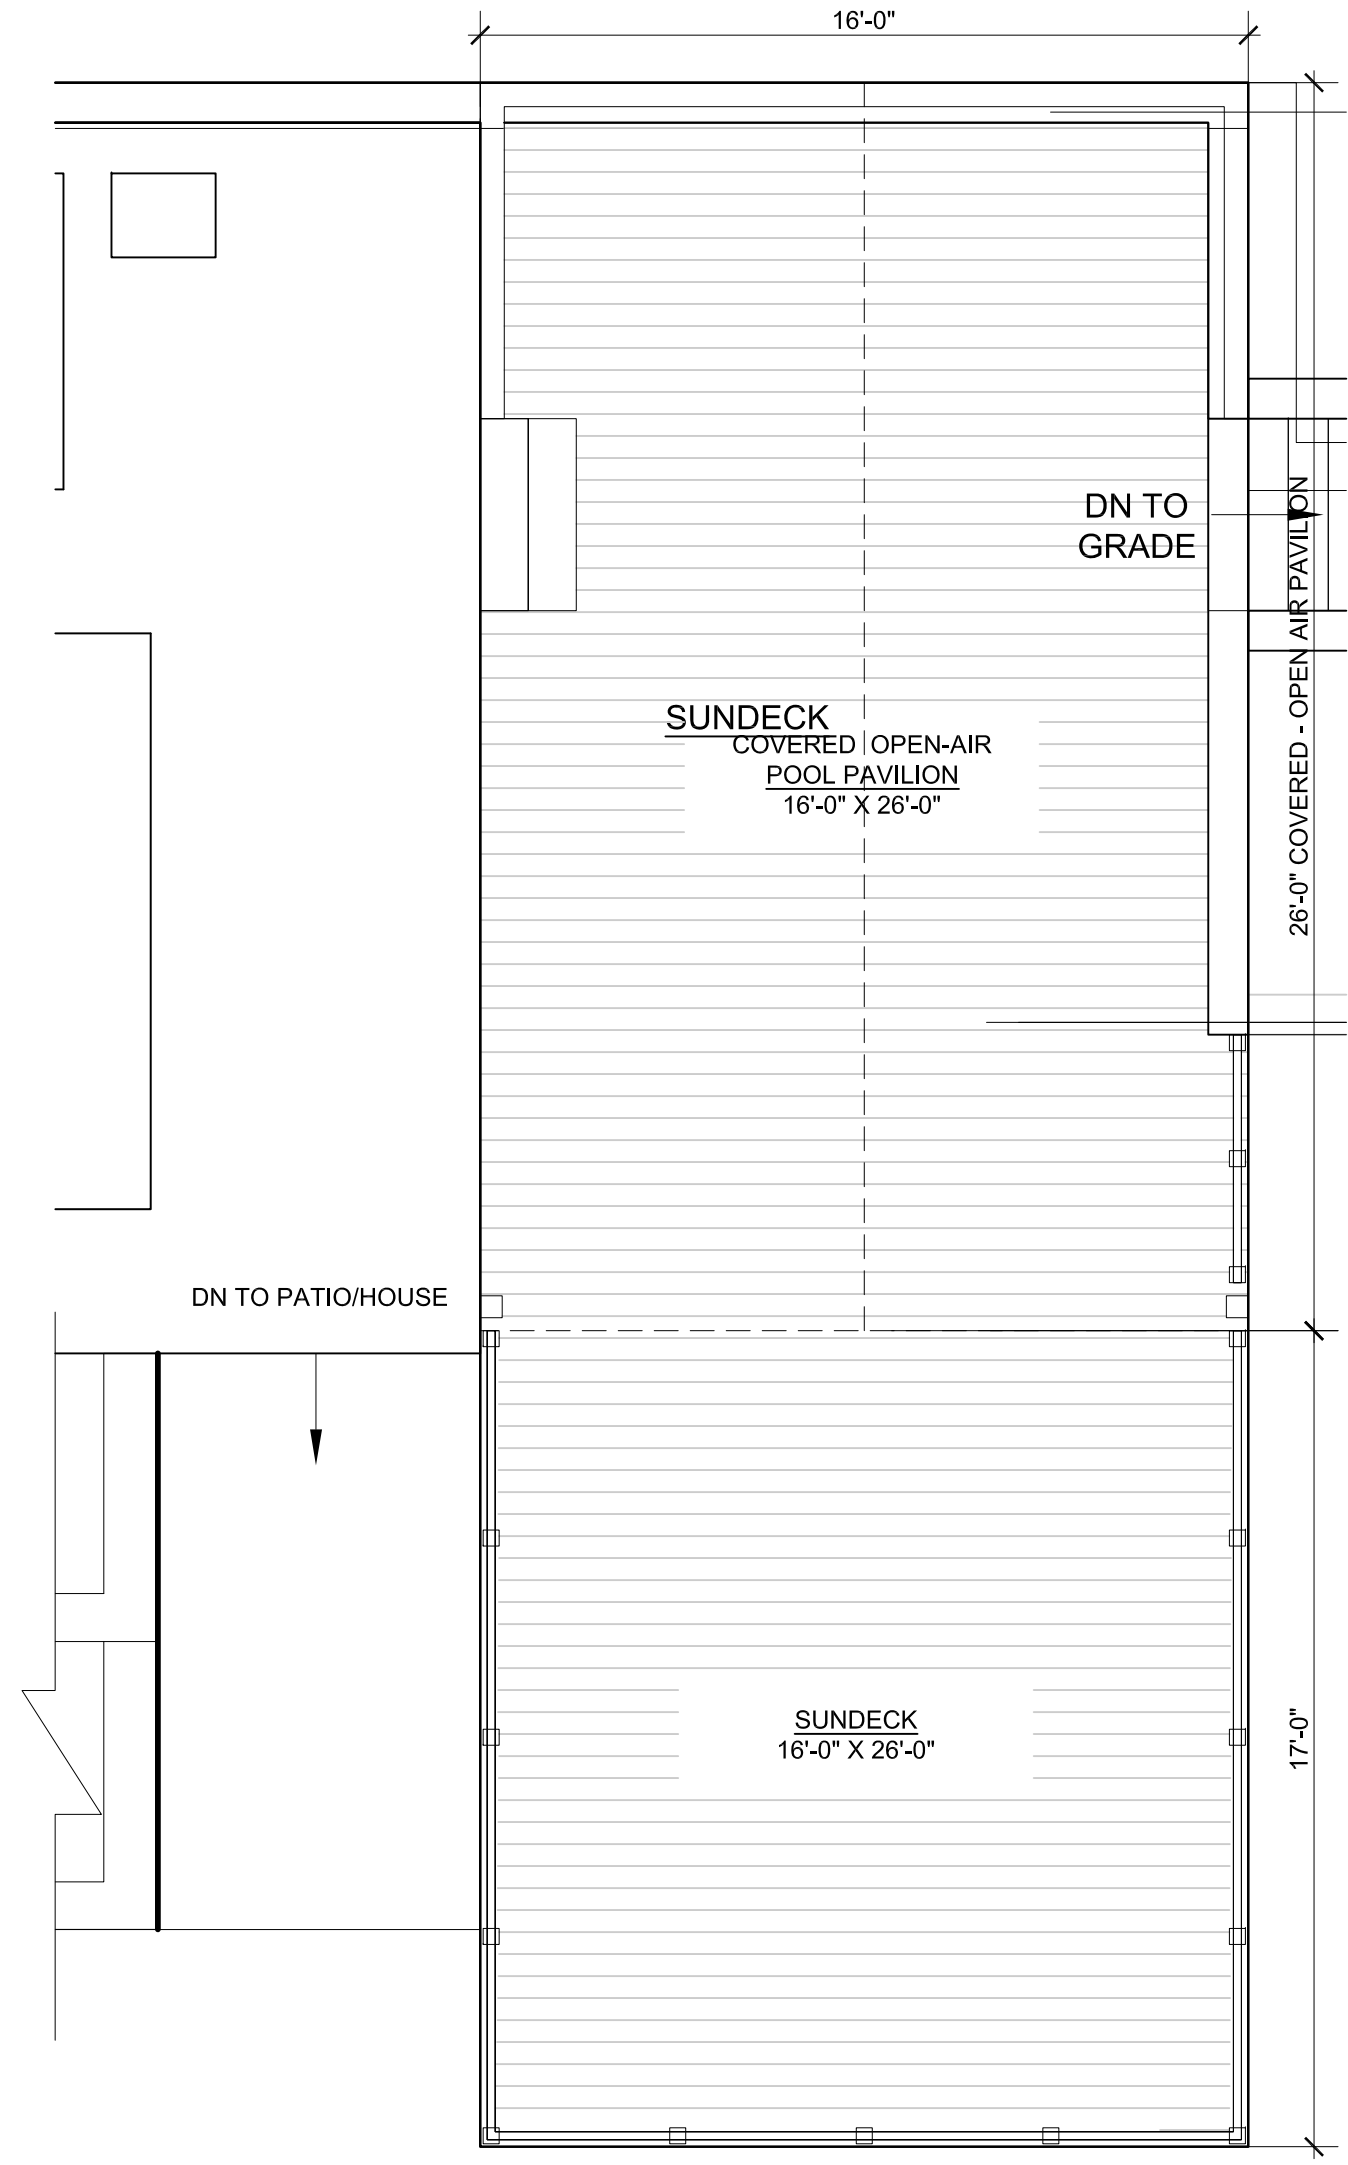 16'-0"
DN TO
GRADE
26'-0" COVERED - OPEN AIR PAVILION
SUNDECK
COVERED OPEN-AIR
POOL PAVILION
16'-0" X 26'-0"
DN TO PATIO/HOUSE
SUNDECK
16'-0" X 26'-0"
17'-0"